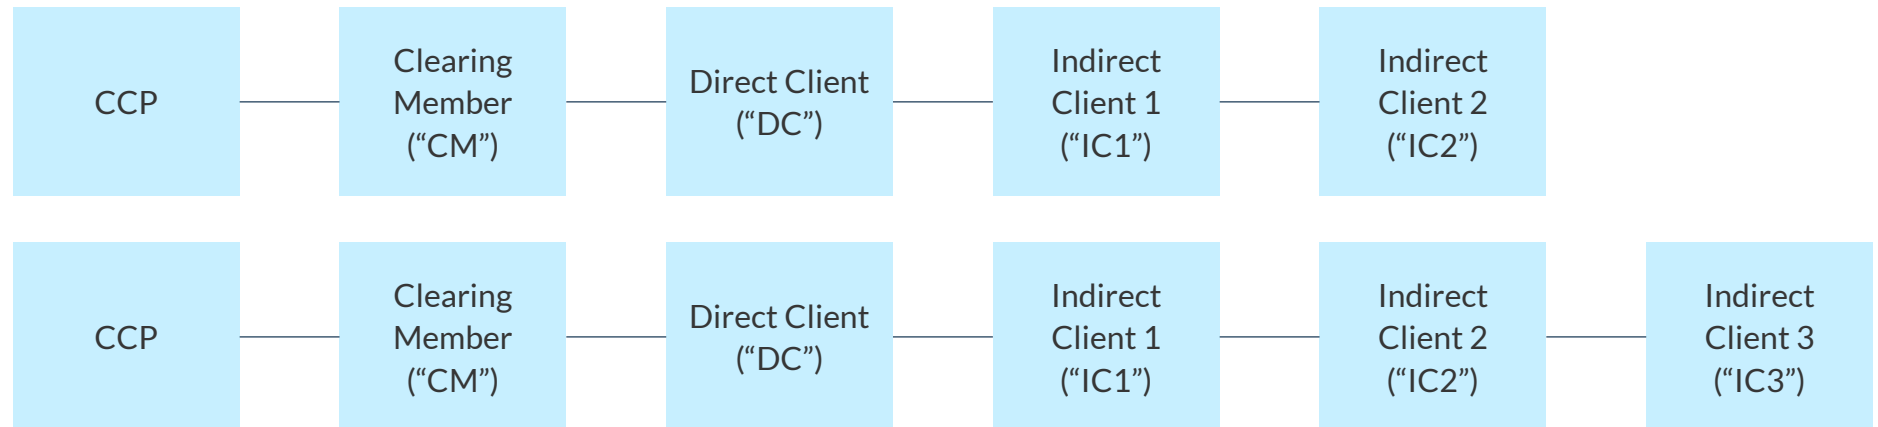 CCP
Clearing
Member
(“CM”)
Direct Client
(“DC”)
Indirect
Client 1
(“IC1”)
Indirect
Client 2
(“IC2”)
CCP
Clearing
Member
(“CM”)
Direct Client
(“DC”)
Indirect
Client 1
(“IC1”)
Indirect
Client 2
(“IC2”)
Indirect
Client 3
(“IC3”)